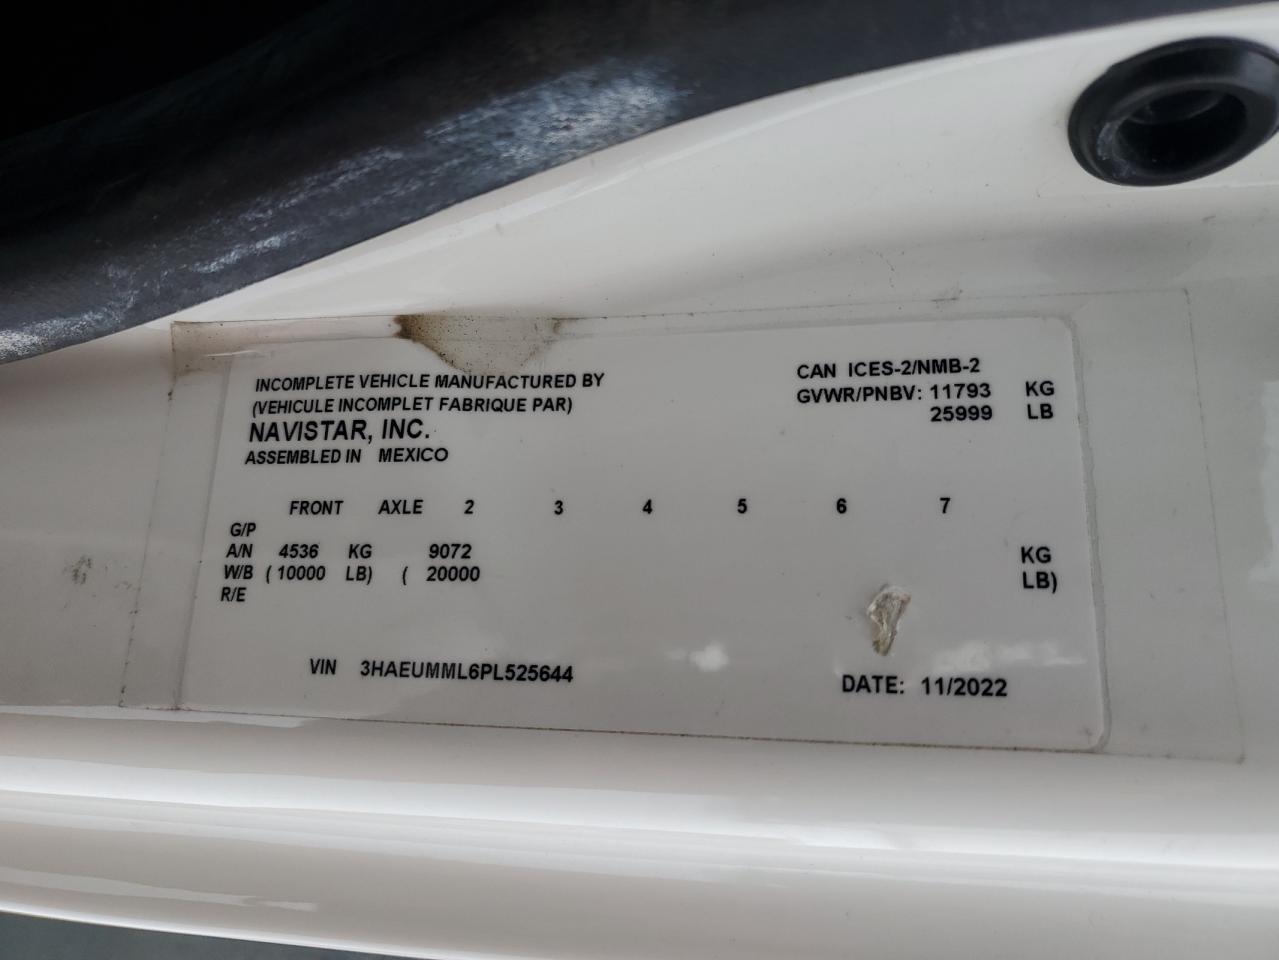 INCOMPLETE VEHICLE MANUFACTURED BY
(VEHICULE INCOMPLET FABRIQUE PAR)
NAVISTAR, INC.
ASSEMBLED IN MEXICO
CAN ICES-2/NMB-2
GVWR/PNBV: 11793 KG
25999 LB
FRONT AXLE 2 3 4 5 6 7
G/P
A/N 4536 KG 9072 KG
W/B ( 10000 LB) ( 20000 LB)
R/E
VIN 3HAEUMML6PL525644
DATE: 11/2022